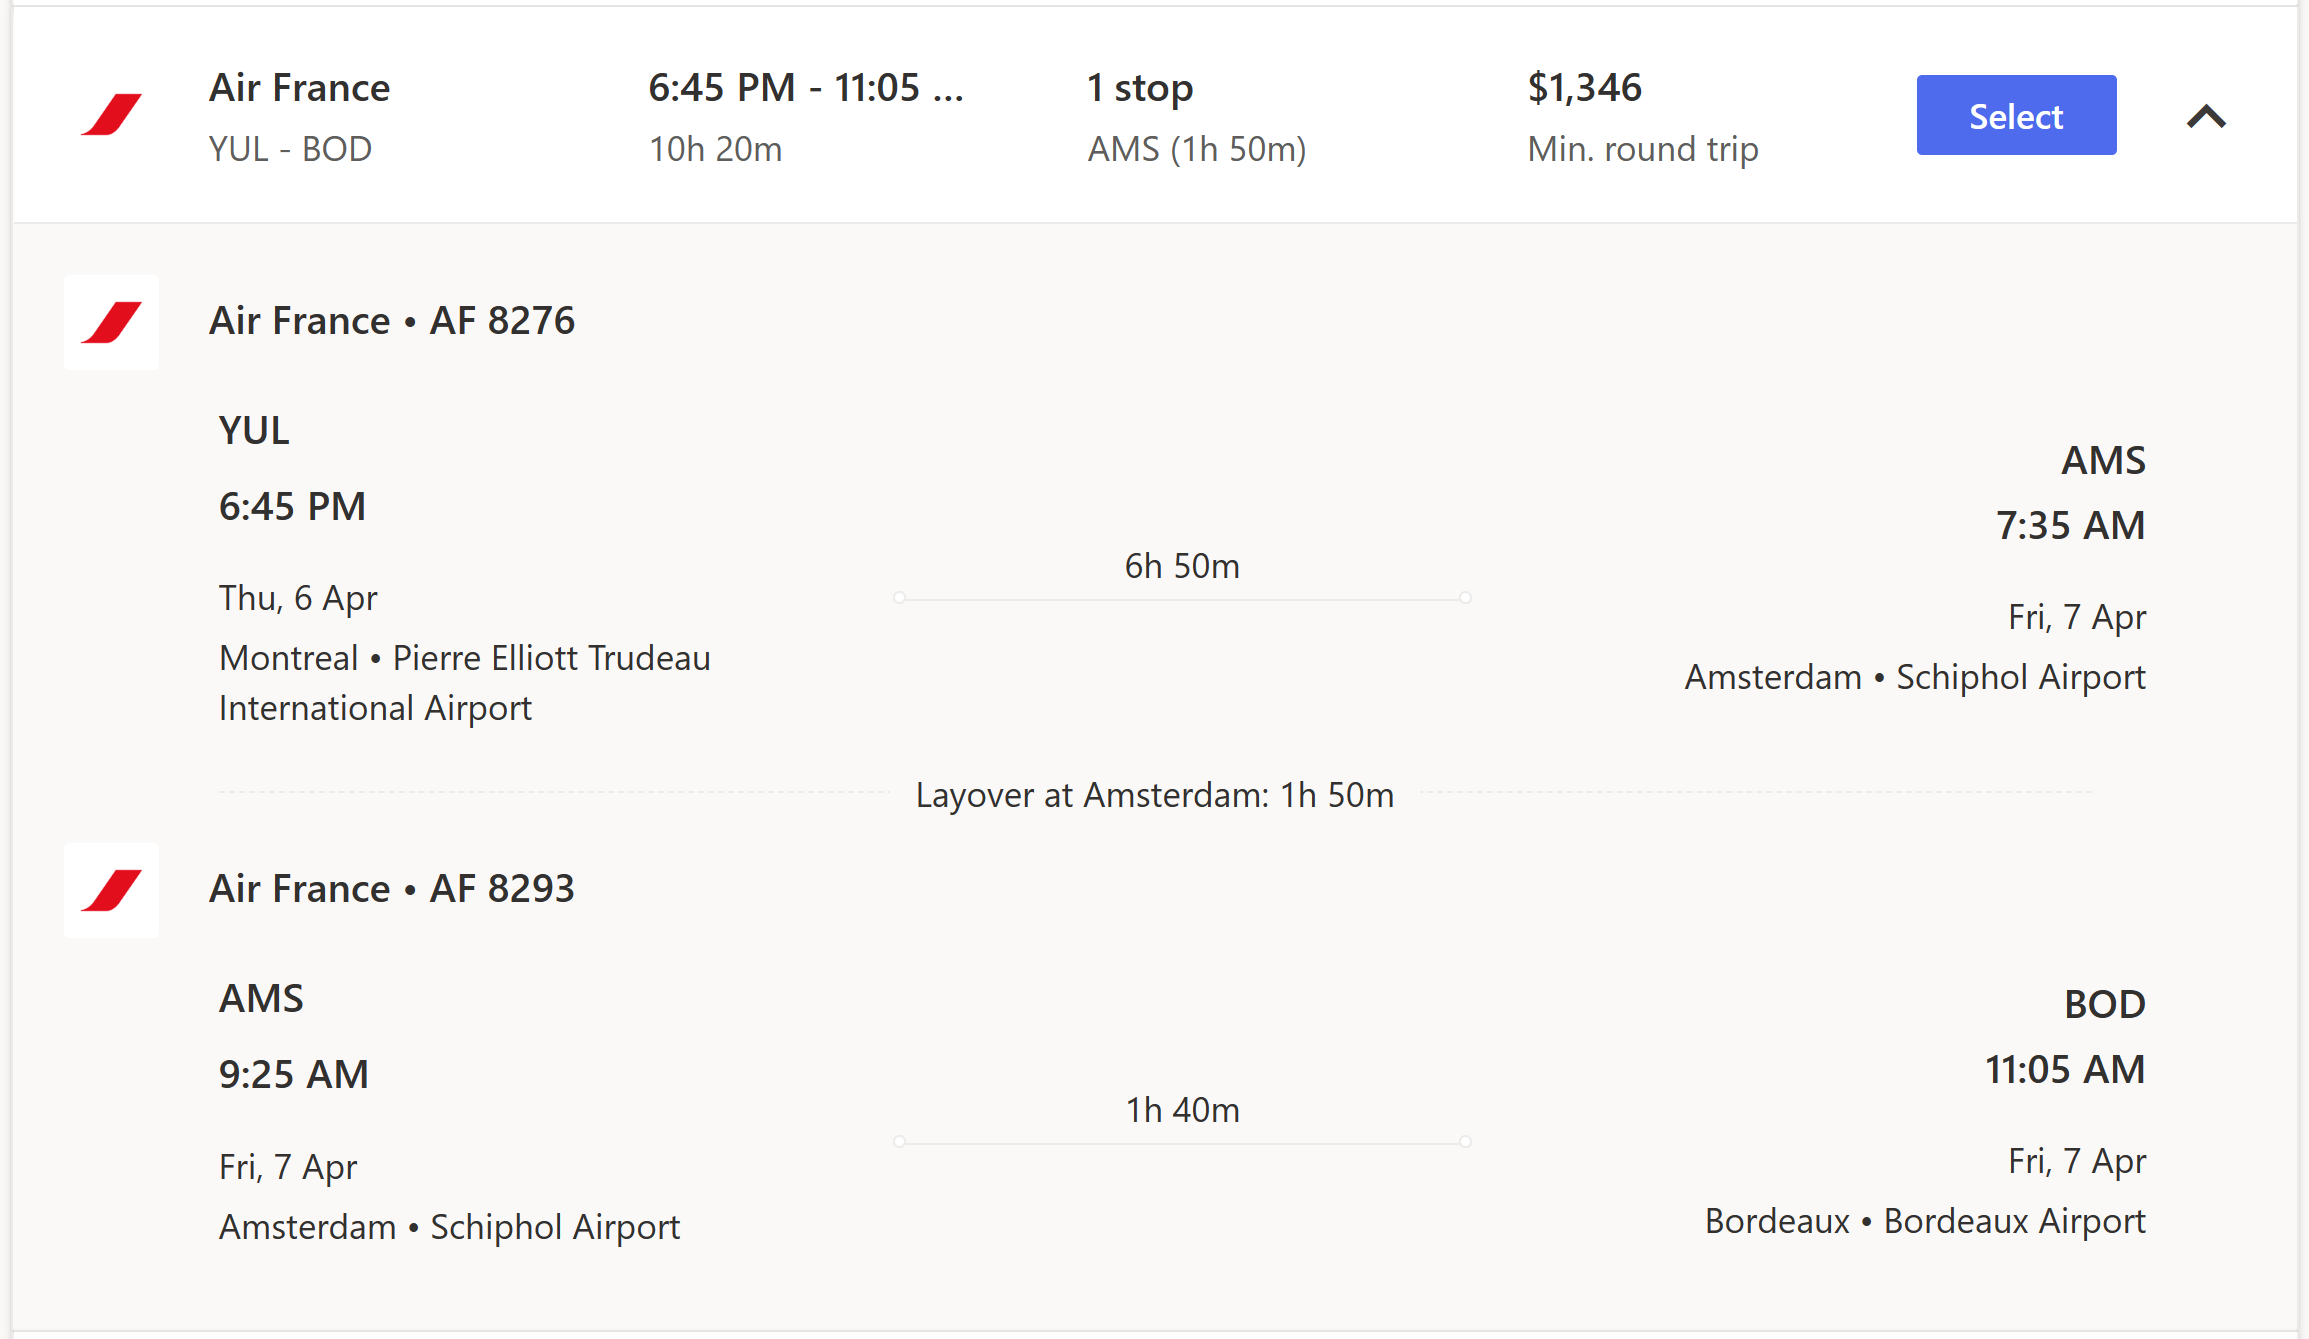 Air France
YUL - BOD
6:45 PM - 11:05 ...
10h 20m
1 stop
AMS (1h 50m)
$1,346
Min. round trip
Select
Air France • AF 8276
YUL
6:45 PM
Thu, 6 Apr
Montreal • Pierre Elliott Trudeau
International Airport
6h 50m
AMS
7:35 AM
Fri, 7 Apr
Amsterdam • Schiphol Airport
Layover at Amsterdam: 1h 50m
Air France • AF 8293
AMS
9:25 AM
Fri, 7 Apr
Amsterdam • Schiphol Airport
1h 40m
BOD
11:05 AM
Fri, 7 Apr
Bordeaux • Bordeaux Airport